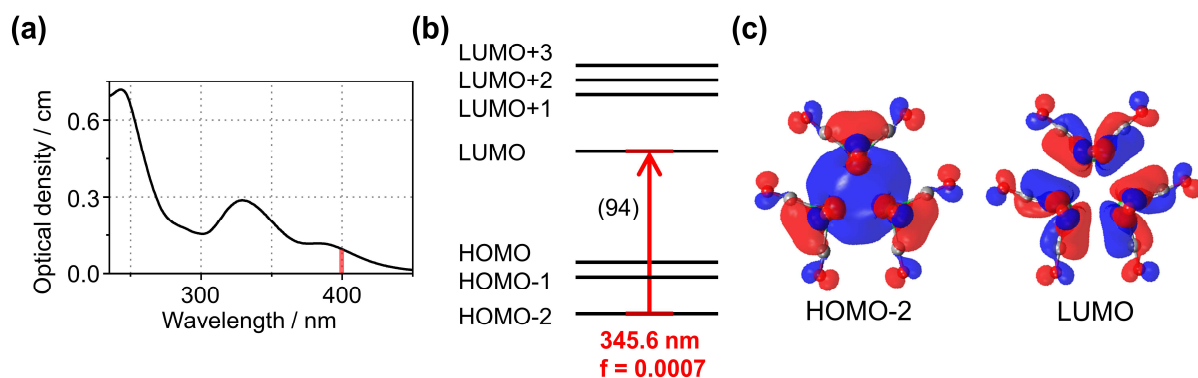 (a)
Optical density / cm
0.6
0.3
0.0
300
400
Wavelength / nm
(b)
LUMO+3
LUMO+2
LUMO+1
LUMO
(94)
HOMO
HOMO-1
HOMO-2
345.6 nm
f = 0.0007
(c)
HOMO-2
LUMO